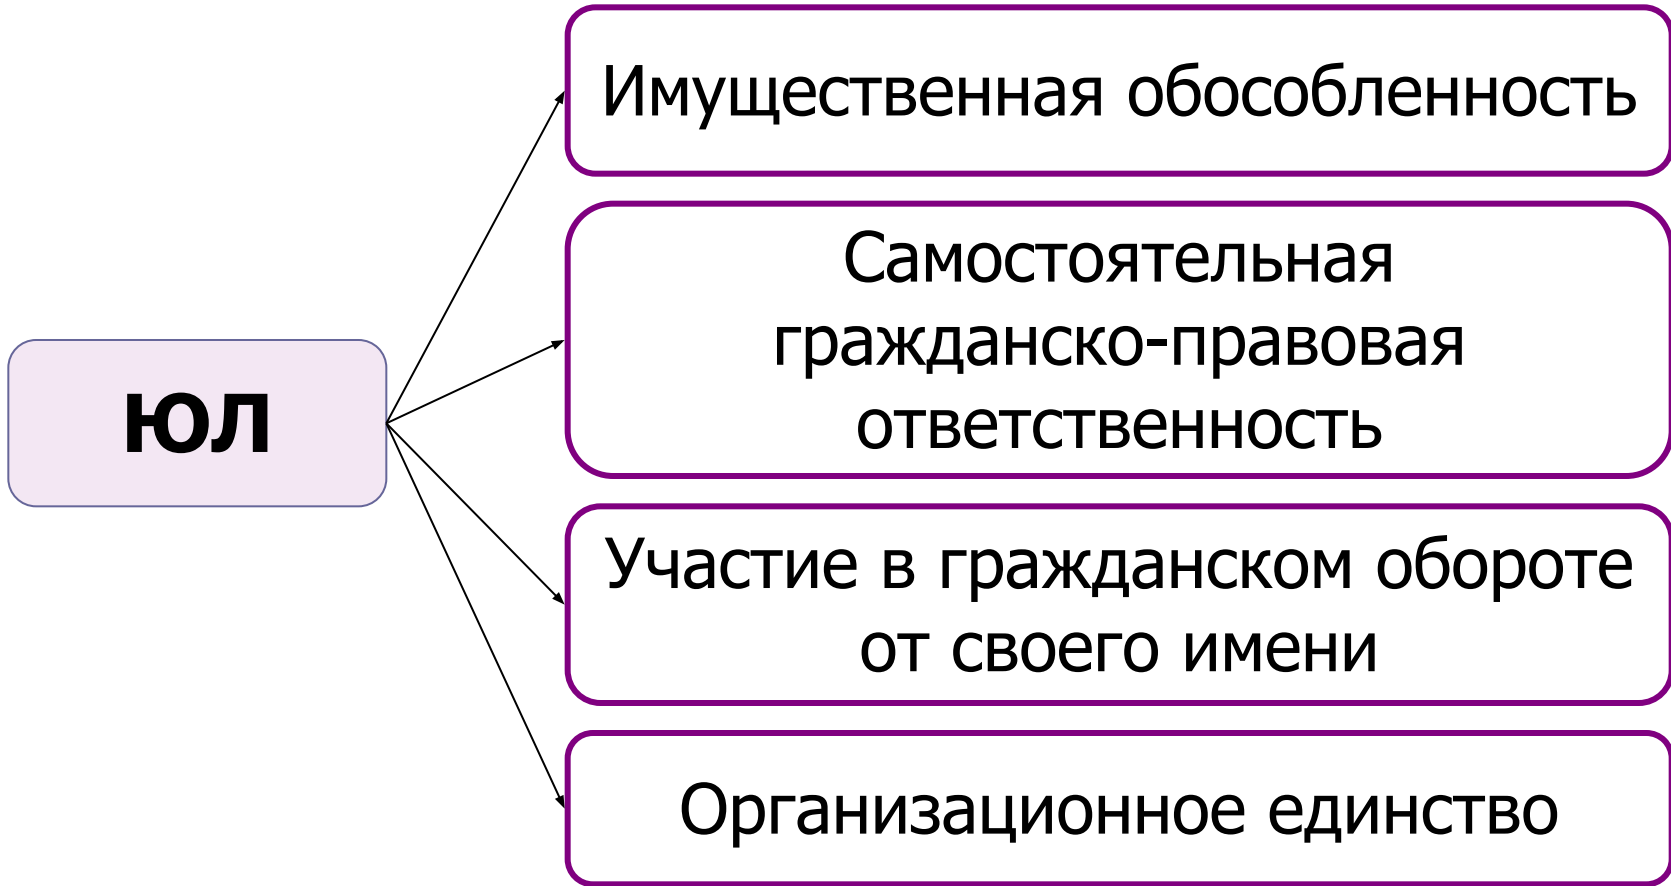 Имущественная обособленность
Самостоятельная
гражданско-правовая
ответственность
ЮЛ
Участие в гражданском обороте
от своего имени
Организационное единство